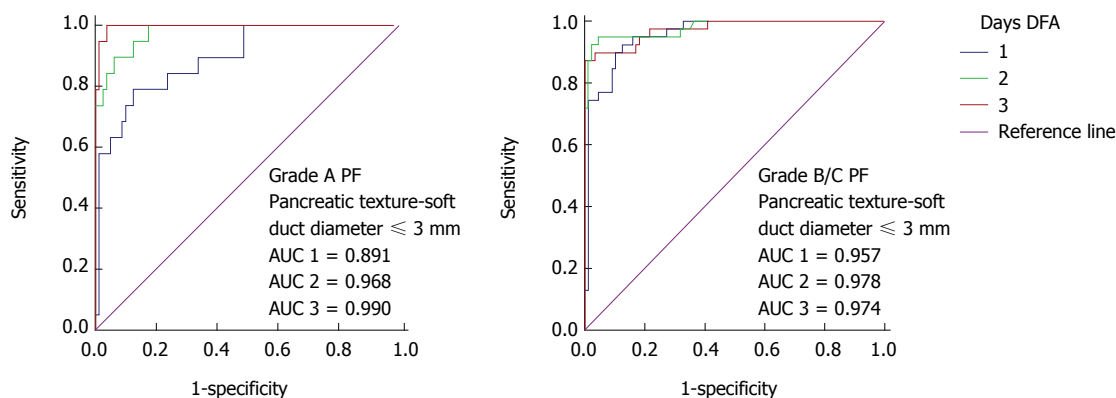 1.0
0.8
0.6
0.4
0.2
0.0
Sensitivity
0.0 0.2 0.4 0.6 0.8 1.0
1-specificity
Grade A PF
Pancreatic texture-soft
duct diameter ≤ 3 mm
AUC 1 = 0.891
AUC 2 = 0.968
AUC 3 = 0.990
1.0
0.8
0.6
0.4
0.2
0.0
Sensitivity
0.0 0.2 0.4 0.6 0.8 1.0
1-specificity
Grade B/C PF
Pancreatic texture-soft
duct diameter ≤ 3 mm
AUC 1 = 0.957
AUC 2 = 0.978
AUC 3 = 0.974
Days DFA
1
2
3
Reference line